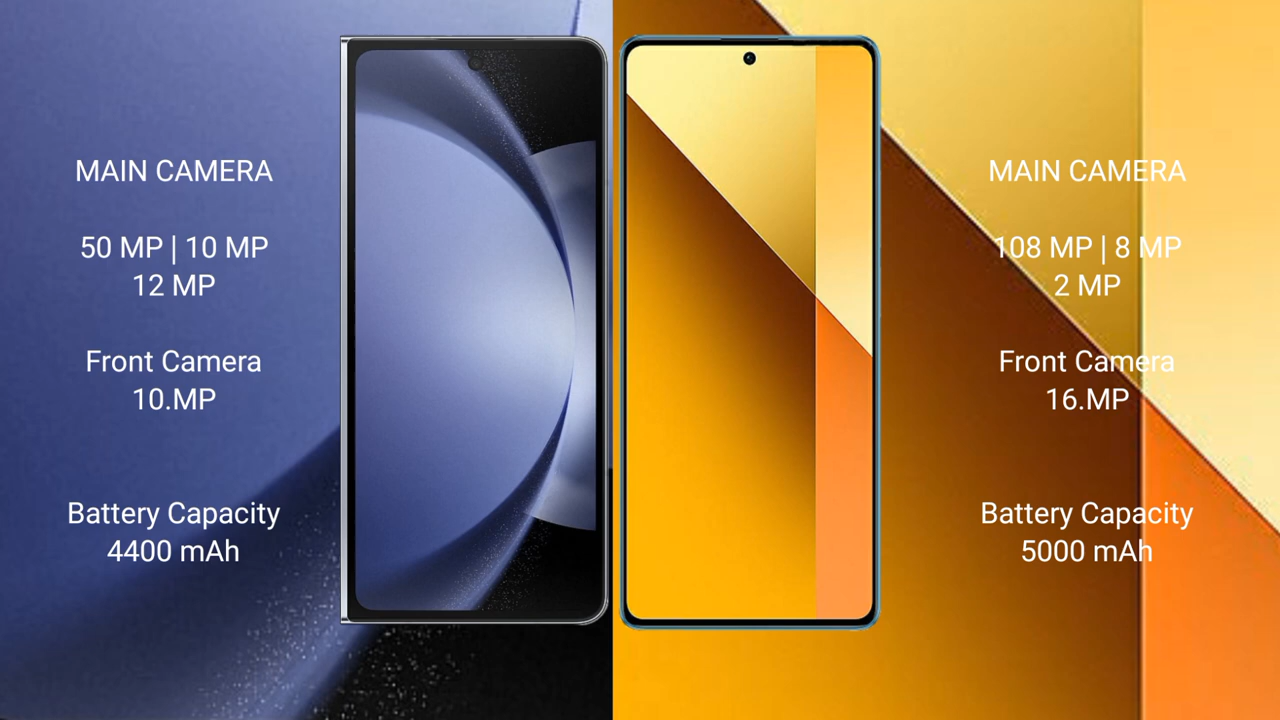 MAIN CAMERA
50 MP | 10 MP
12 MP
Front Camera
10.MP
Battery Capacity
4400 mAh
MAIN CAMERA
108 MP | 8 MP
2 MP
Front Camera
16.MP
Battery Capacity
5000 mAh